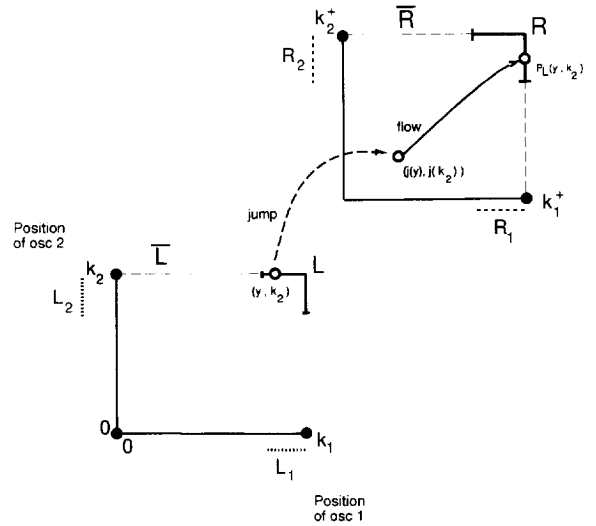 k₂⁺
R̅
R
R₂
P_L(y, k₂)
flow
(j(y), j(k₂))
k₁⁺
R₁
jump
Position
of osc 2
L̅
L
k₂
(y, k₂)
L₂
0
0
k₁
L₁
Position
of osc 1